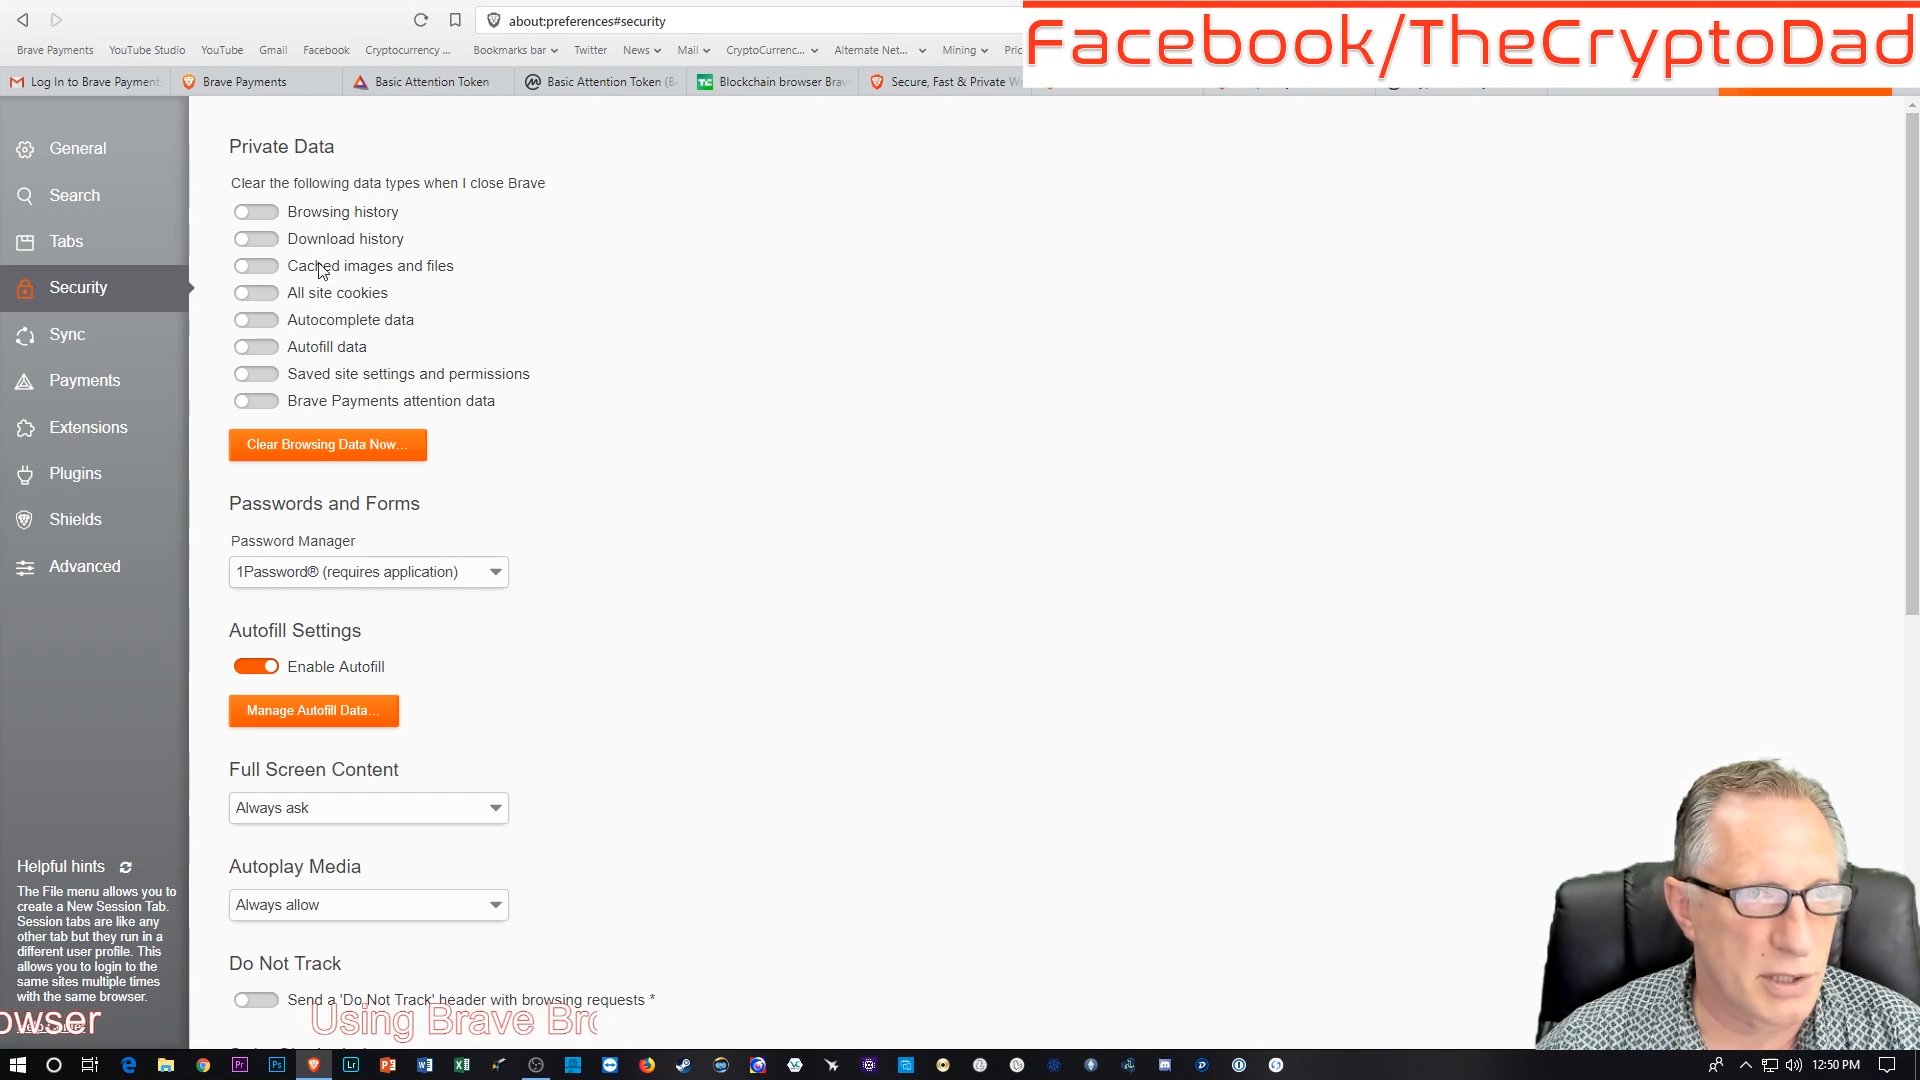 about:preferences#security
Facebook/TheCryptoDad
Brave Payments YouTube Studio YouTube Gmail Facebook Cryptocurrency ... Bookmarks bar Twitter News Mail CryptoCurrenc... Alternate Net... Mining Pric
Log In to Brave Payment Brave Payments Basic Attention Token Basic Attention Token (B Blockchain browser Brav Secure, Fast & Private W
General
Search
Tabs
Security
Sync
Payments
Extensions
Plugins
Shields
Advanced
Helpful hints
The File menu allows you to
create a New Session Tab.
Session tabs are like any
other tab but they run in a
different user profile. This
allows you to login to the
same sites multiple times
with the same browser.
Private Data
Clear the following data types when I close Brave
Browsing history
Download history
Cached images and files
All site cookies
Autocomplete data
Autofill data
Saved site settings and permissions
Brave Payments attention data
Clear Browsing Data Now...
Passwords and Forms
Password Manager
1Password® (requires application)
Autofill Settings
Enable Autofill
Manage Autofill Data...
Full Screen Content
Always ask
Autoplay Media
Always allow
Do Not Track
Send a 'Do Not Track' header with browsing requests *
owser Using Brave Bro
12:50 PM